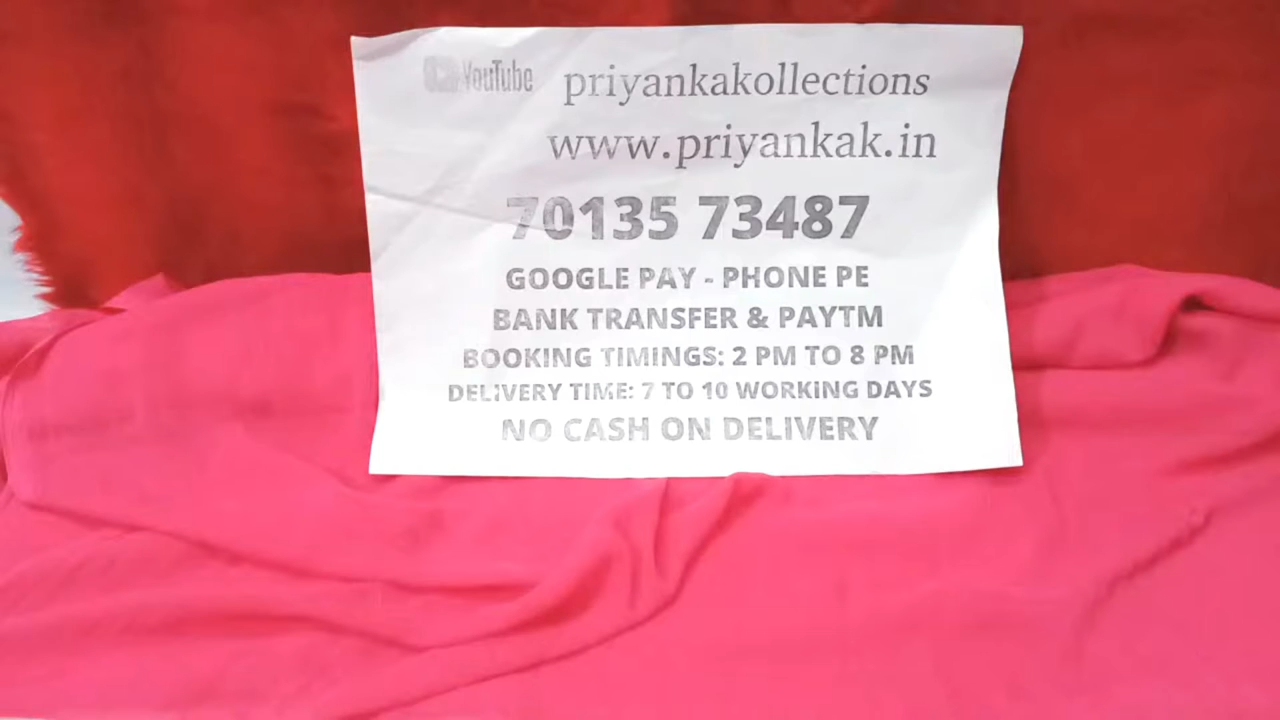 YouTube priyankakollections
www.priyankak.in
70135 73487
GOOGLE PAY - PHONE PE
BANK TRANSFER & PAYTM
BOOKING TIMINGS: 2 PM TO 8 PM
DELIVERY TIME: 7 TO 10 WORKING DAYS
NO CASH ON DELIVERY